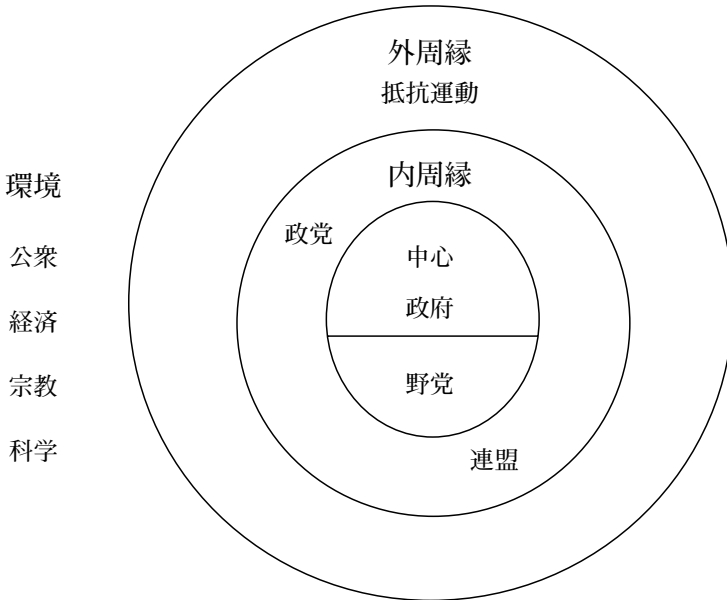 外周縁
抵抗運動
内周縁
政党
中心
政府
野党
連盟
環境
公衆
経済
宗教
科学